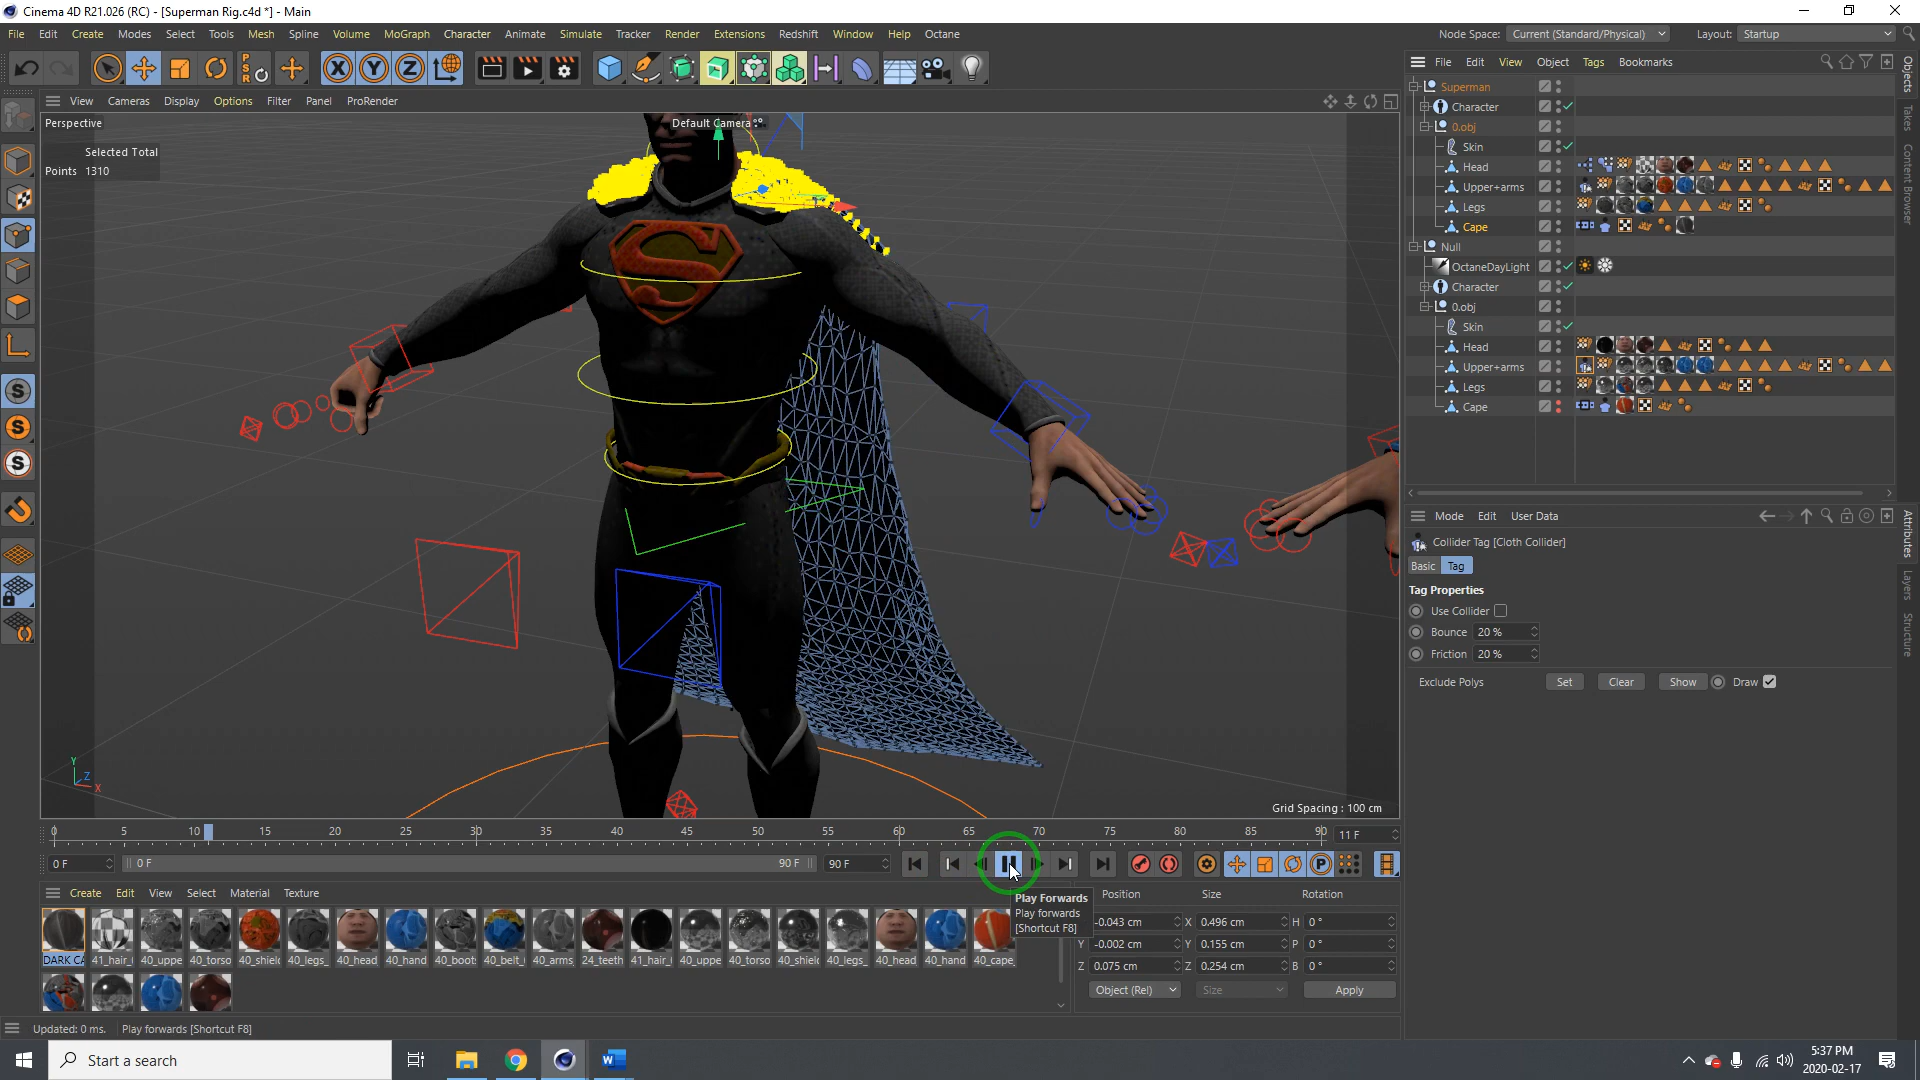 Cinema 4D R21.026 (RC) - [Superman Rig.c4d *] - Main
File Edit Create Modes Select Tools Mesh Spline Volume MoGraph Character Animate Simulate Tracker Render Extensions Redshift Window Help Octane
Node Space: Current (Standard/Physical) Layout: Startup
View Cameras Display Options Filter Panel ProRender
Perspective
Default Camera
Selected Total
Points 1310
Grid Spacing : 100 cm
Y
Z
X
File Edit View Object Tags Bookmarks
Superman
Character
0.obj
Skin
Head
Upper+arms
Legs
Cape
Null
OctaneDayLight
Character
0.obj
Skin
Head
Upper+arms
Legs
Cape
Objects
Takes
Content Browser
Mode Edit User Data
Collider Tag [Cloth Collider]
Basic Tag
Tag Properties
Use Collider
Bounce 20 %
Friction 20 %
Exclude Polys Set Clear Show Draw
Attributes
Layers
Structure
0 5 10 15 20 25 30 35 40 45 50 55 60 65 70 75 80 85 90 11 F
0 F 0 F 90 F 90 F
Play Forwards
Play forwards
[Shortcut F8]
Create Edit View Select Material Texture
DARK CA 41_hair_ 40_uppe 40_torso 40_shiel 40_legs_ 40_head 40_hand 40_boot 40_belt_ 40_arms_ 24_teeth 41_hair_ 40_uppe 40_torso 40_shiel 40_legs_ 40_head 40_hand 40_cape_
Position Size Rotation
-0.043 cm X 0.496 cm H 0 °
Y -0.002 cm Y 0.155 cm P 0 °
Z 0.075 cm Z 0.254 cm B 0 °
Object (Rel) Size Apply
Updated: 0 ms. Play forwards [Shortcut F8]
Start a search
5:37 PM
2020-02-17